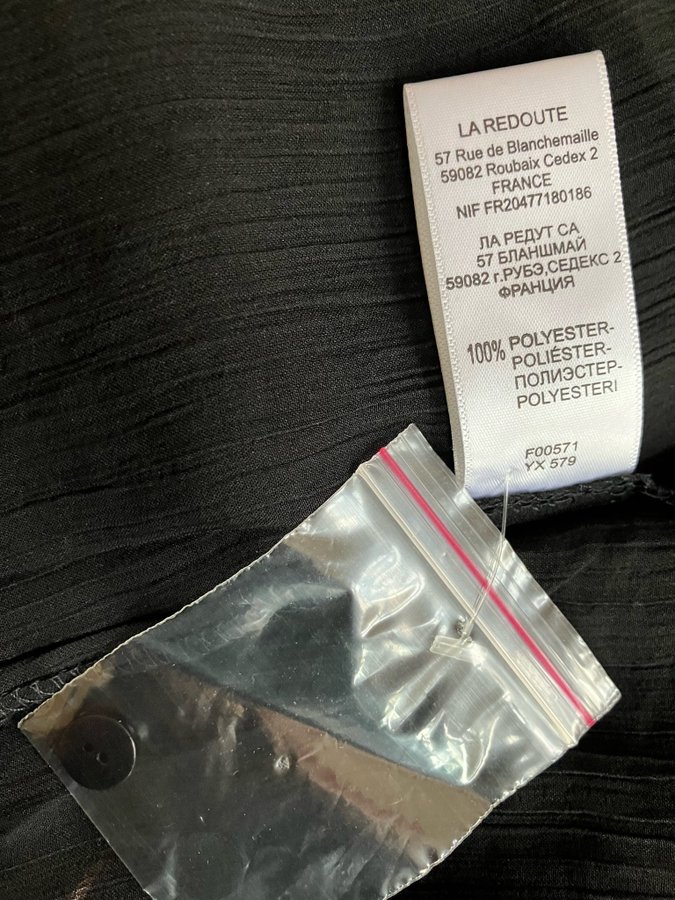 LA REDOUTE
57 Rue de Blanchemaille
59082 Roubaix Cedex 2
FRANCE
NIF FR20477180186
ЛА РЕДУТ СА
57 БЛАНШМАЙ
59082 г.РУБЭ,СЕДЕКС 2
ФРАНЦИЯ
100% POLYESTER-
POLIÉSTER-
ПОЛИЭСТЕР-
POLYESTERI
F00571
YX 579